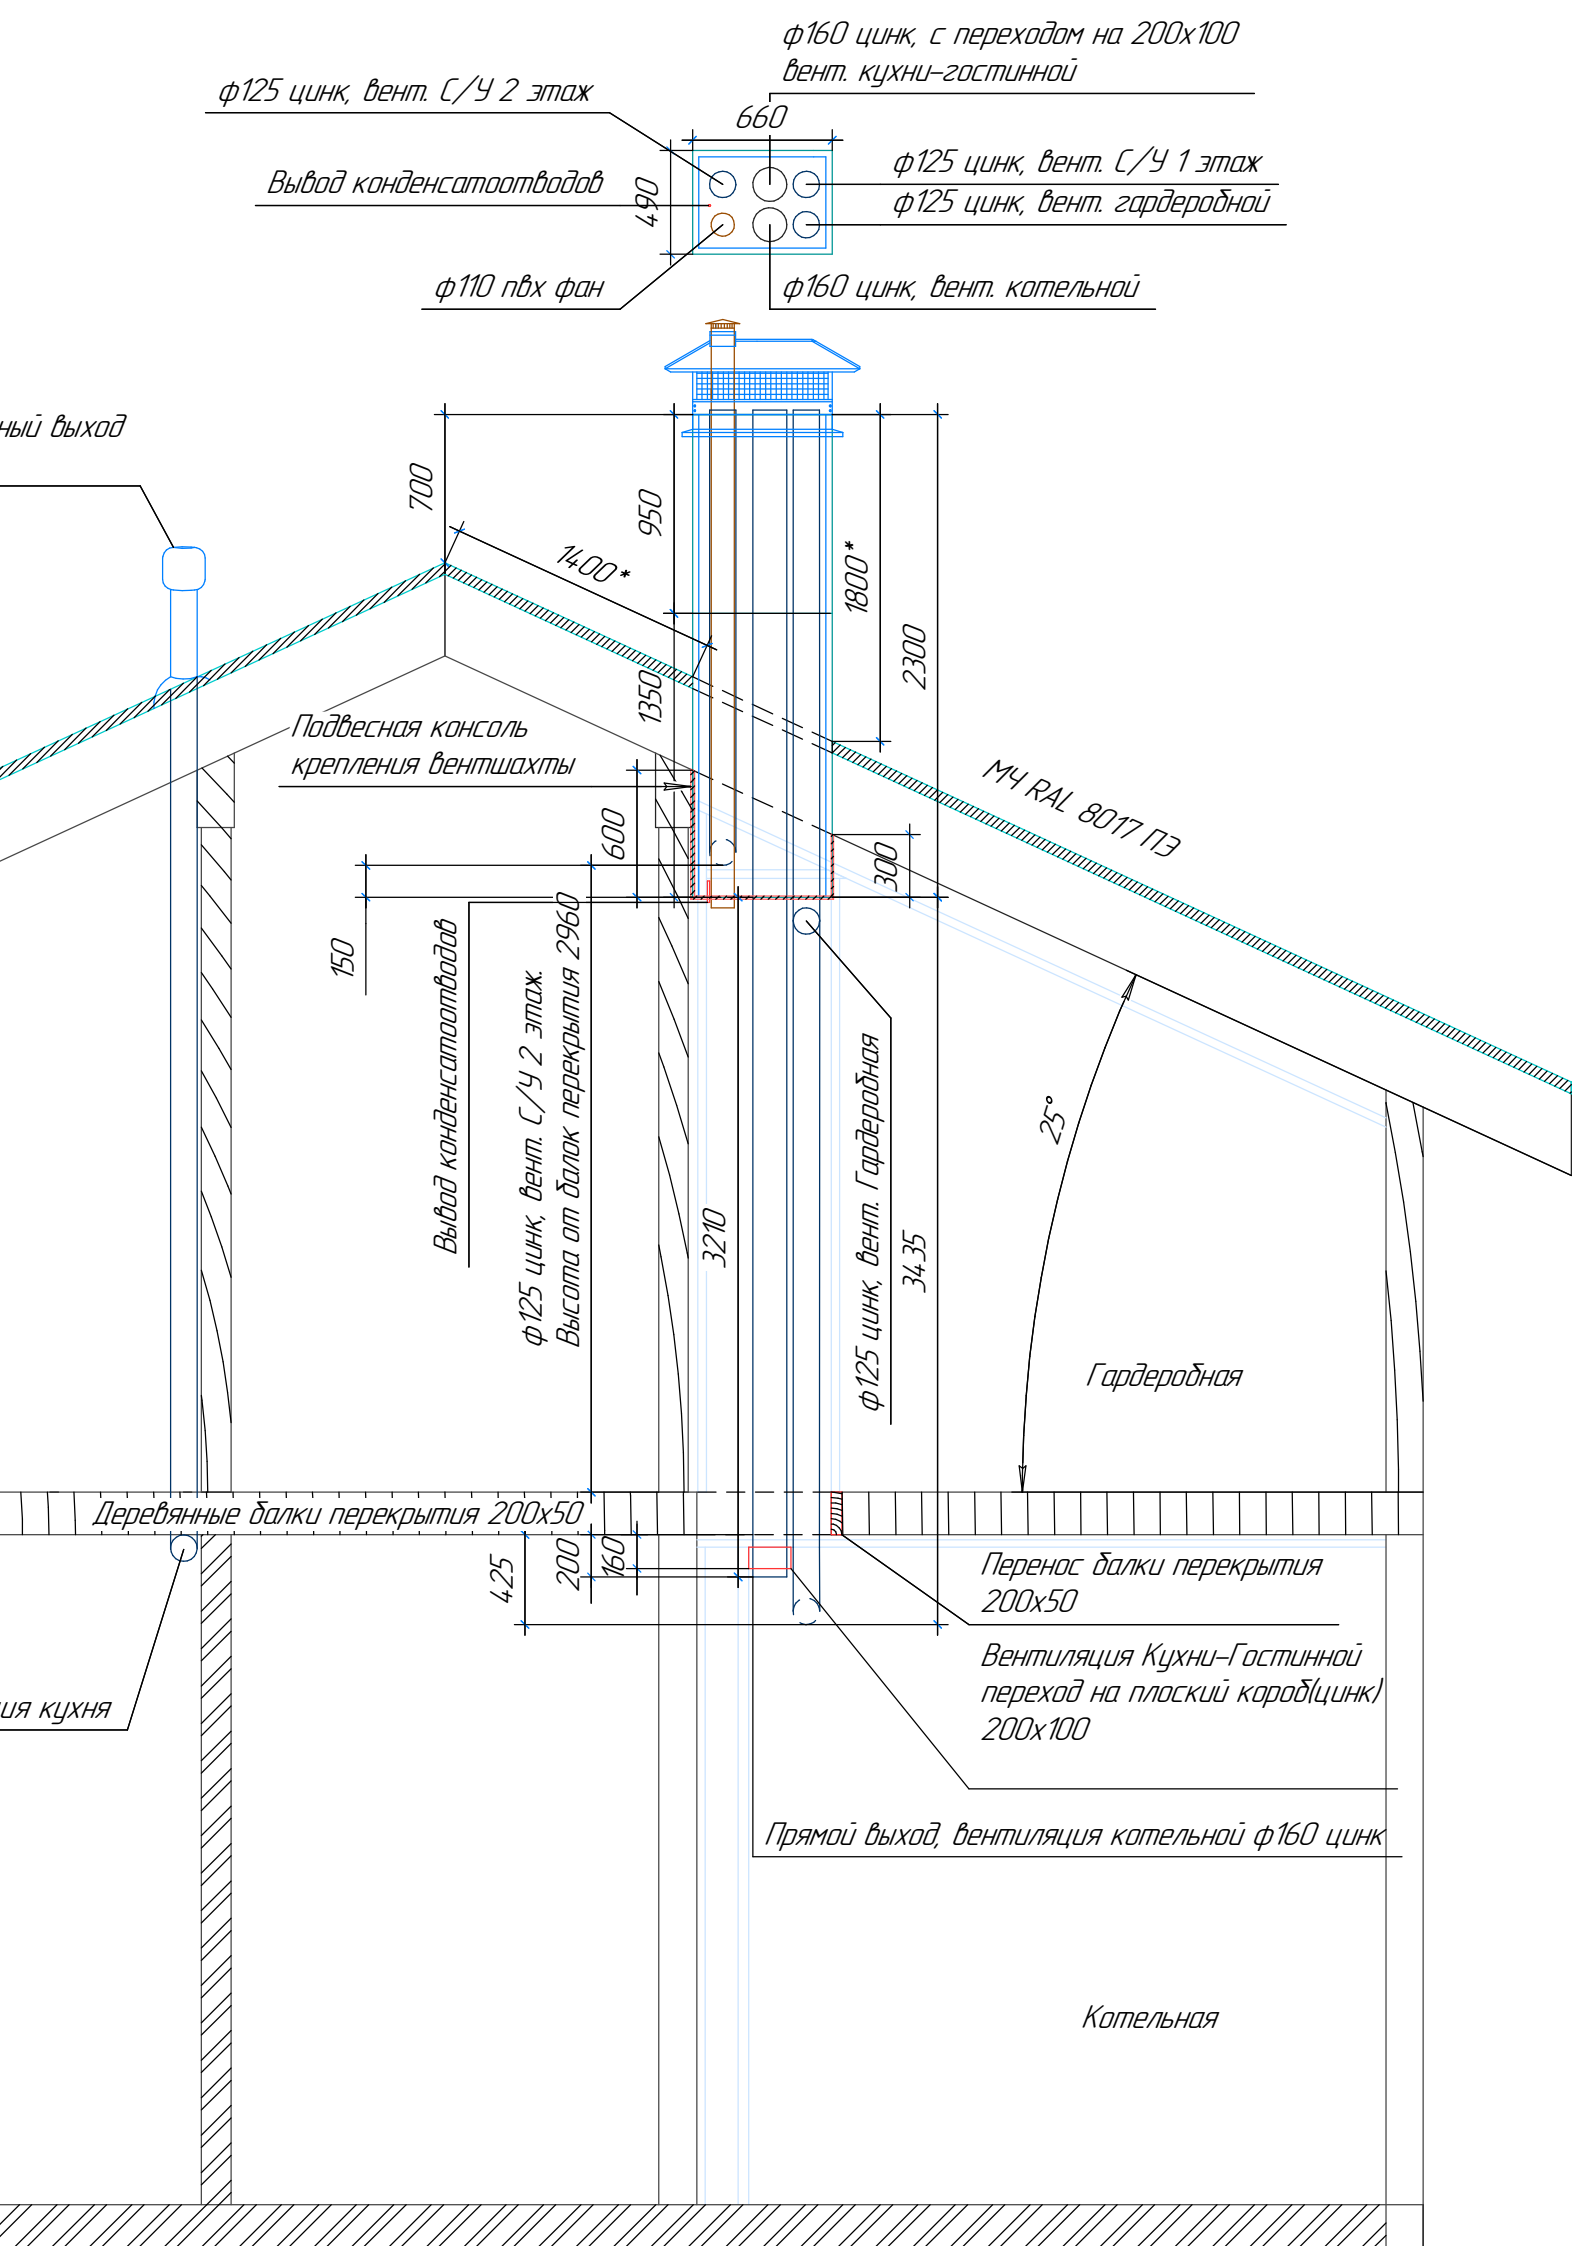 ф160 цинк, с переходом на 200х100
вент. кухни-гостинной
ф125 цинк, вент. С/У 2 этаж
660
ф125 цинк, вент. С/У 1 этаж
Вывод конденсатоотводов
490
ф125 цинк, вент. гардеробной
ф110 пвх фан
ф160 цинк, вент. котельной
ный выход
700
950
1400*
1800*
2300
1350
Подвесная консоль
крепления вентшахты
МЧ RAL 8017 ПЭ
600
300
150
Вывод конденсатоотводов
ф125 цинк, вент. С/У 2 этаж.
Высота от балок перекрытия 2960
3210
ф125 цинк, вент. Гардеробная
3435
25°
Гардеробная
Деревянные балки перекрытия 200х50
425
200
160
Перенос балки перекрытия
200х50
Вентиляция Кухни-Гостинной
переход на плоский короб(цинк)
200х100
ия кухня
Прямой выход, вентиляция котельной ф160 цинк
Котельная